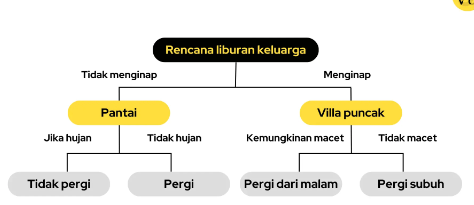 Rencana liburan keluarga
Tidak menginap
Menginap
Pantai
Villa puncak
Jika hujan
Tidak hujan
Kemungkinan macet
Tidak macet
Tidak pergi
Pergi
Pergi dari malam
Pergi subuh